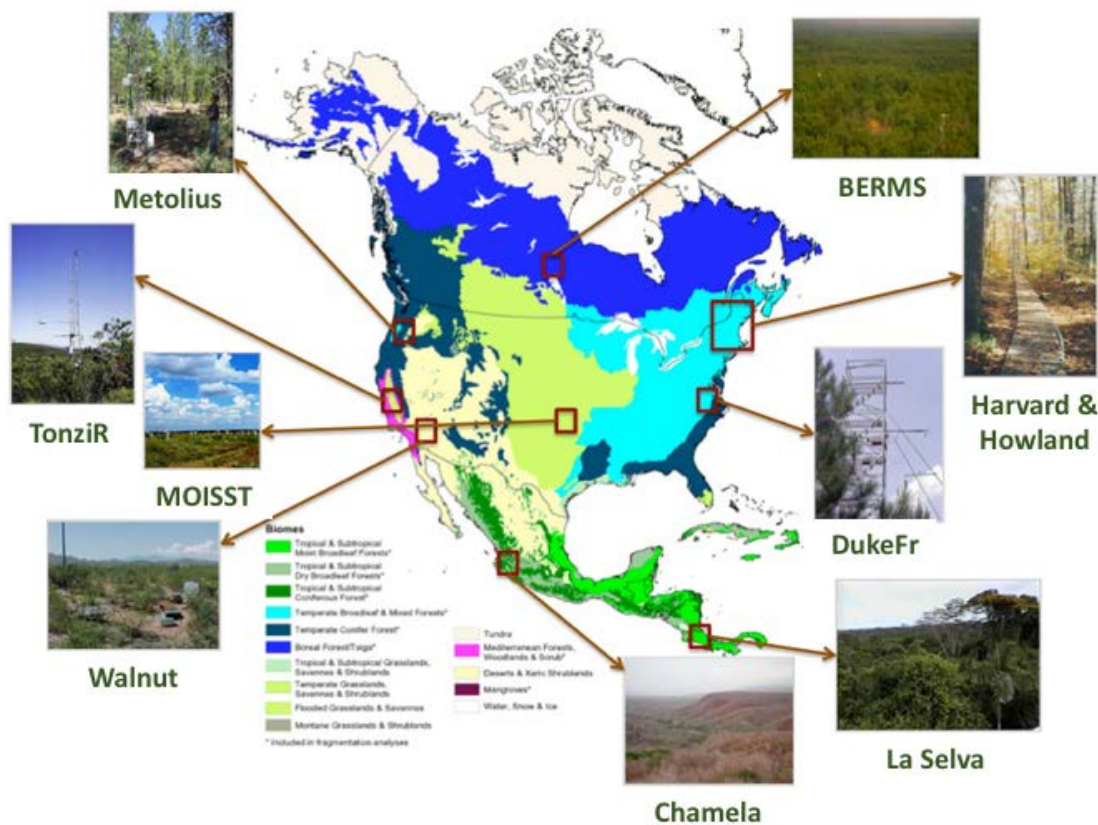 Metolius
BERMS
TonziR
Harvard &
Howland
MOISST
DukeFr
Walnut
La Selva
Chamela
Biomes
Tropical & Subtropical
Moist Broadleaf Forests*
Tropical & Subtropical
Dry Broadleaf Forests*
Tropical & Subtropical
Coniferous Forest*
Temperate Broadleaf & Mixed Forests*
Temperate Conifer Forest*
Boreal Forest/Taiga*
Tropical & Subtropical Grasslands,
Savannas & Shrublands
Temperate Grasslands,
Savannas & Shrublands
Flooded Grasslands & Savannas
Montane Grasslands & Shrublands
Tundra
Mediterranean Forests,
Woodlands & Scrub*
Deserts & Xeric Shrublands
Mangroves*
Water, Snow & Ice
* Included in fragmentation analyses